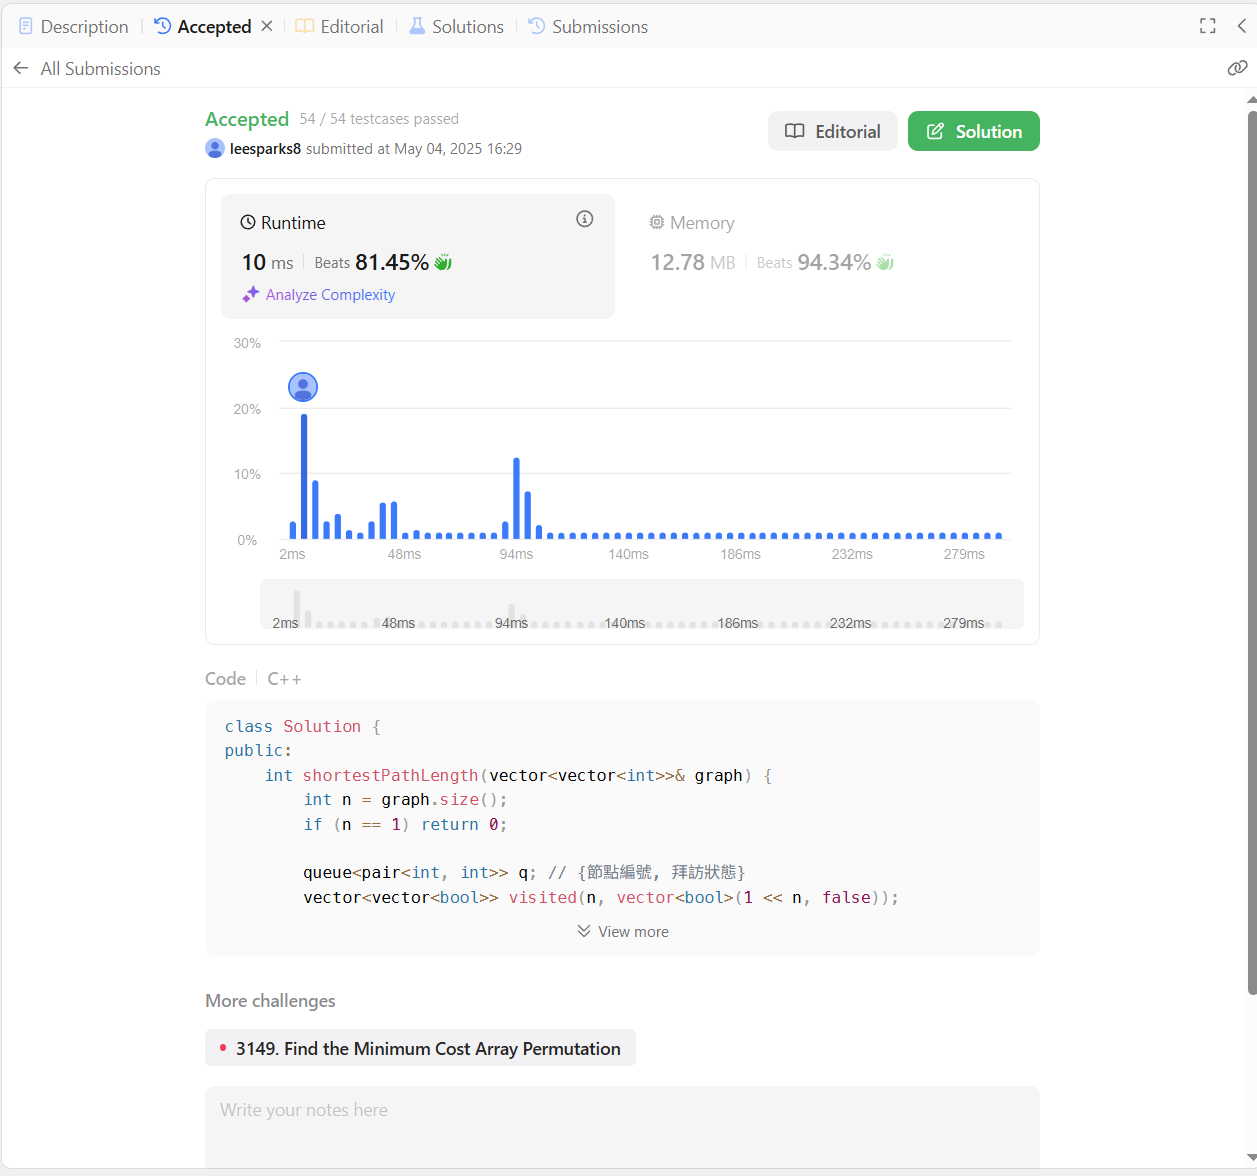 Description Accepted Editorial Solutions Submissions
All Submissions
Accepted 54 / 54 testcases passed
leesparks8 submitted at May 04, 2025 16:29
Editorial
Solution
Runtime
10 ms Beats 81.45%
Analyze Complexity
Memory
12.78 MB Beats 94.34%
30%
20%
10%
0%
2ms 48ms 94ms 140ms 186ms 232ms 279ms
2ms 48ms 94ms 140ms 186ms 232ms 279ms
Code C++
class Solution {
public:
    int shortestPathLength(vector<vector<int>>& graph) {
        int n = graph.size();
        if (n == 1) return 0;
        queue<pair<int, int>> q; // {節點編號, 拜訪狀態}
        vector<vector<bool>> visited(n, vector<bool>(1 << n, false));
View more
More challenges
3149. Find the Minimum Cost Array Permutation
Write your notes here